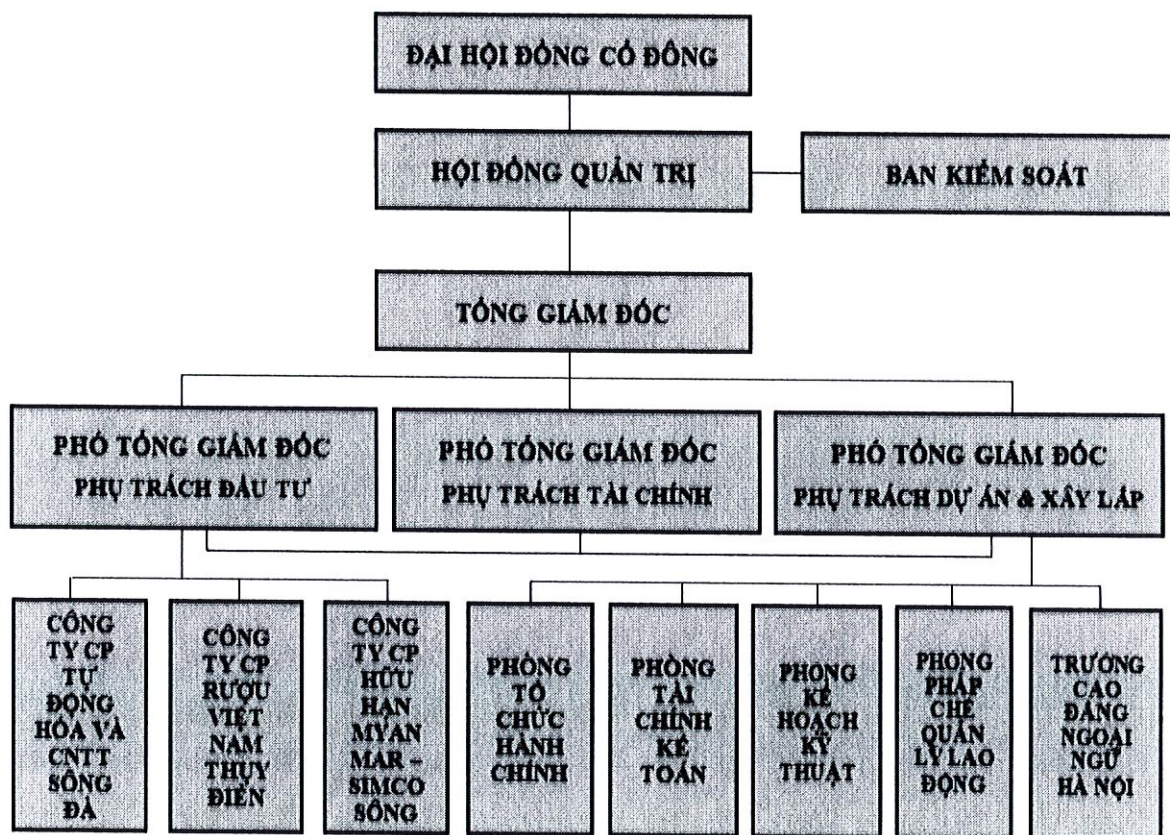 ĐẠI HỘI ĐỒNG CỔ ĐÔNG
HỘI ĐỒNG QUẢN TRỊ
BAN KIỂM SOÁT
TỔNG GIÁM ĐỐC
PHÓ TỔNG GIÁM ĐỐC
PHỤ TRÁCH ĐẦU TƯ
PHÓ TỔNG GIÁM ĐỐC
PHỤ TRÁCH TÀI CHÍNH
PHÓ TỔNG GIÁM ĐỐC
PHỤ TRÁCH DỰ ÁN & XÂY LẮP
CÔNG
TY CP
TỰ
ĐỘNG
HÓA VÀ
CNTT
SÔNG
ĐÀ
CÔNG
TY CP
RƯỢU
VIỆT
NAM
THỤY
ĐIỂN
CÔNG
TY CP
HỮU
HẠN
MYAN
MAR –
SIMCO
SÔNG
PHÒNG
TỔ
CHỨC
HÀNH
CHÍNH
PHÒNG
TÀI
CHÍNH
KẾ
TOÁN
PHÒNG
KẾ
HOẠCH
KỸ
THUẬT
PHÒNG
PHÁP
CHẾ
QUẢN
LÝ LAO
ĐỘNG
TRƯỜNG
CAO
ĐẲNG
NGOẠI
NGỮ
HÀ NỘI